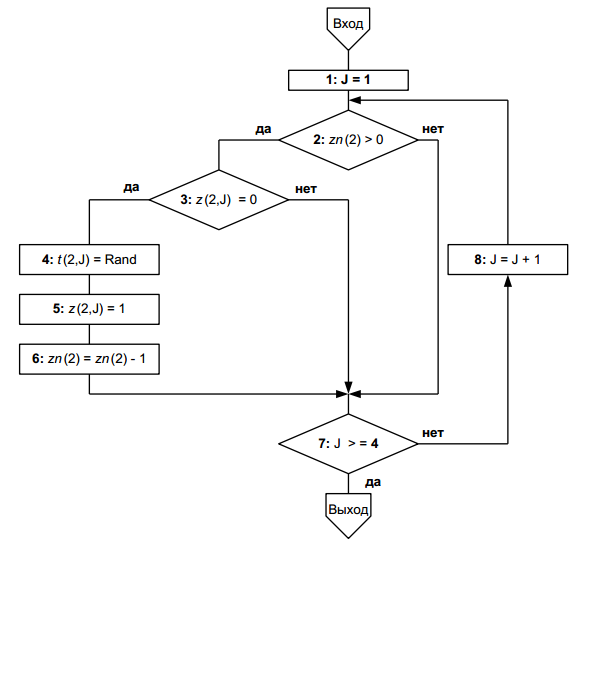 Вход
1: J = 1
да
2: zn(2) > 0
нет
да
3: z(2,J) = 0
нет
4: t(2,J) = Rand
8: J = J + 1
5: z(2,J) = 1
6: zn(2) = zn(2) - 1
7: J > = 4
нет
да
Выход